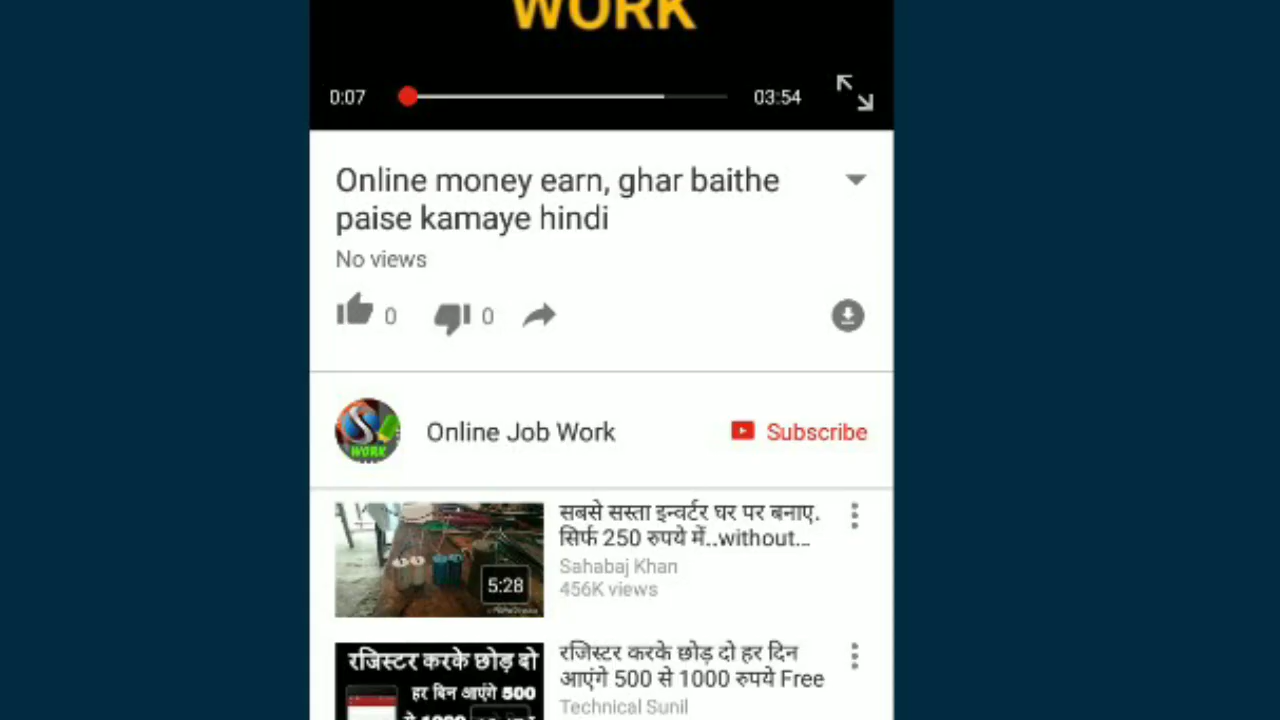 WORK
0:07
03:54
Online money earn, ghar baithe
paise kamaye hindi
No views
0
0
Online Job Work
Subscribe
WORK
सबसे सस्ता इन्वर्टर घर पर बनाए.
सिर्फ 250 रुपये में..without...
Sahabaj Khan
456K views
5:28
रजिस्टर करके छोड़ दो
हर दिन आएंगे 500
से 1000
रजिस्टर करके छोड़ दो हर दिन
आएंगे 500 से 1000 रुपये Free
Technical Sunil